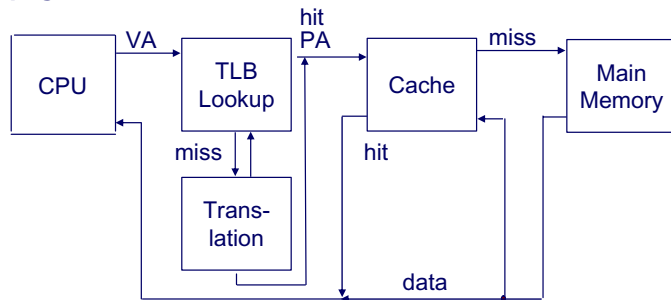 hit
VA
PA
miss
CPU
TLB
Lookup
Cache
Main
Memory
miss
hit
Trans-
lation
data